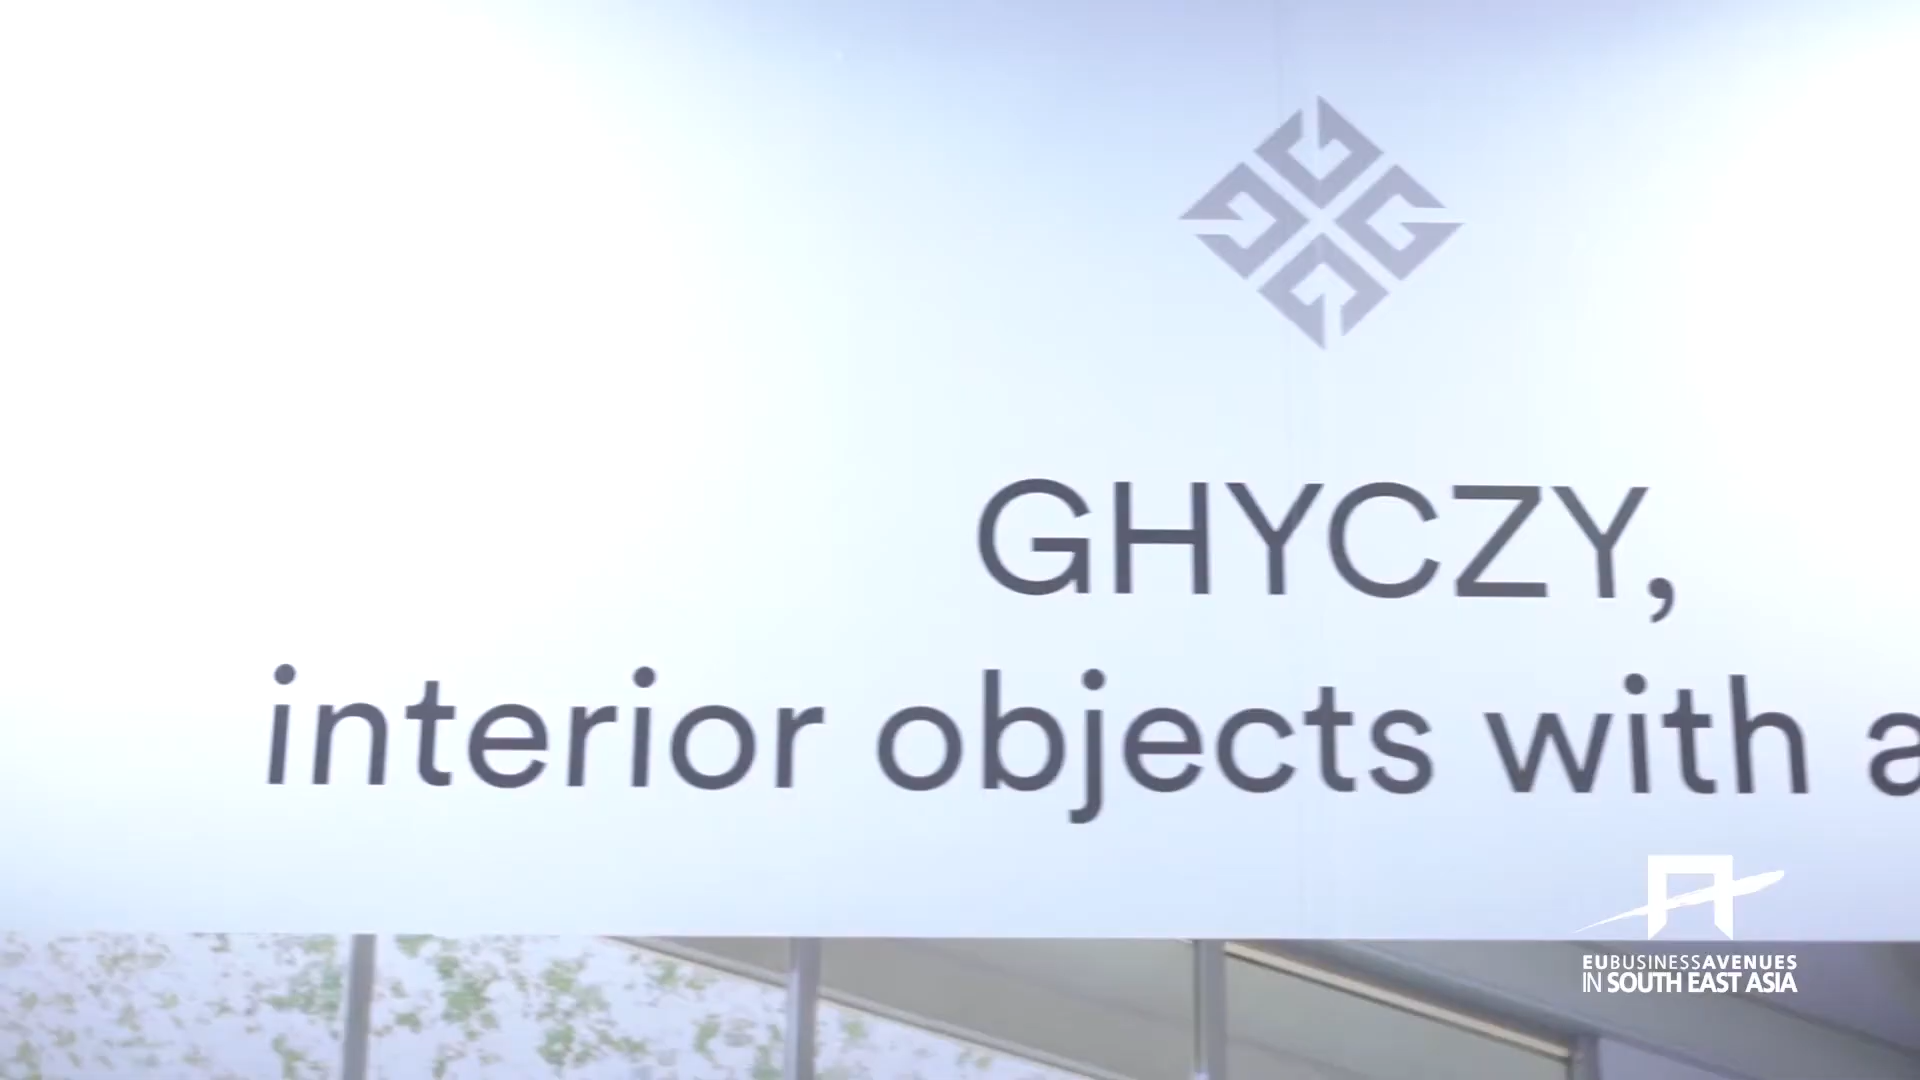 GHYCZY,
interior objects with a
EUBUSINESSAVENUES
IN SOUTH EAST ASIA